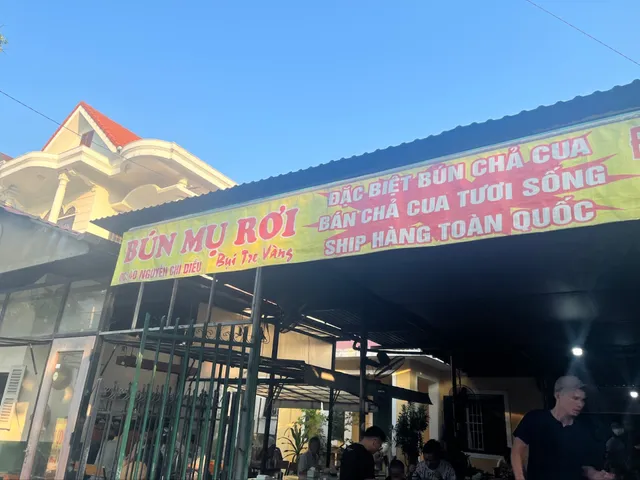 BÚN MỤ RƠI
Bụi Tre Vàng
40 NGUYỄN CHI DIỂU
ĐẶC BIỆT BÚN CHẢ CUA
BÁN CHẢ CUA TƯƠI SỐNG
SHIP HÀNG TOÀN QUỐC